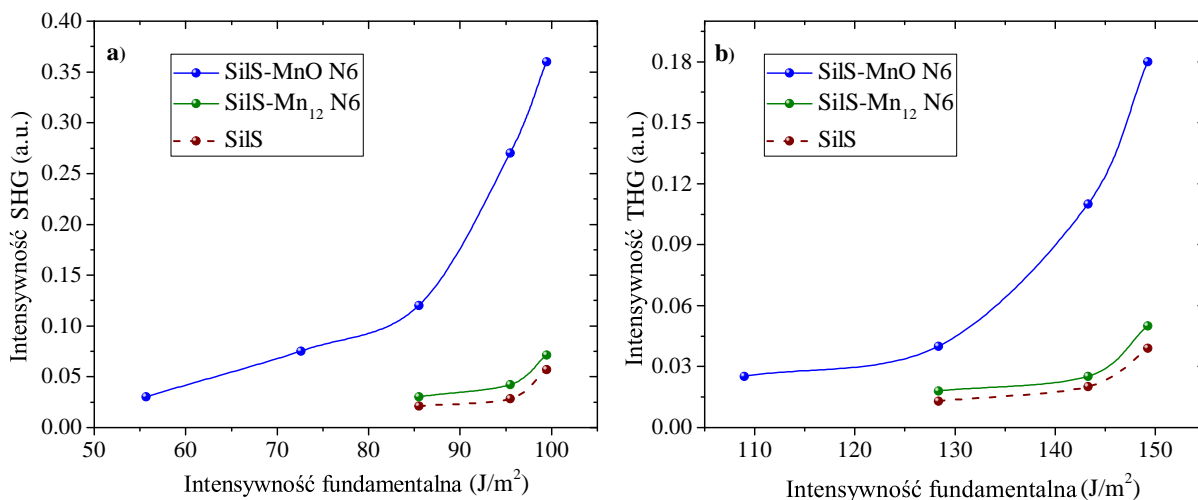 a)
SilS-MnO N6
SilS-Mn₁₂ N6
SilS
Intensywność SHG (a.u.)
0.40
0.35
0.30
0.25
0.20
0.15
0.10
0.05
0.00
50 60 70 80 90 100
Intensywność fundamentalna (J/m²)
b)
SilS-MnO N6
SilS-Mn₁₂ N6
SilS
Intensywność THG (a.u.)
0.18
0.15
0.12
0.09
0.06
0.03
0.00
110 120 130 140 150
Intensywność fundamentalna (J/m²)